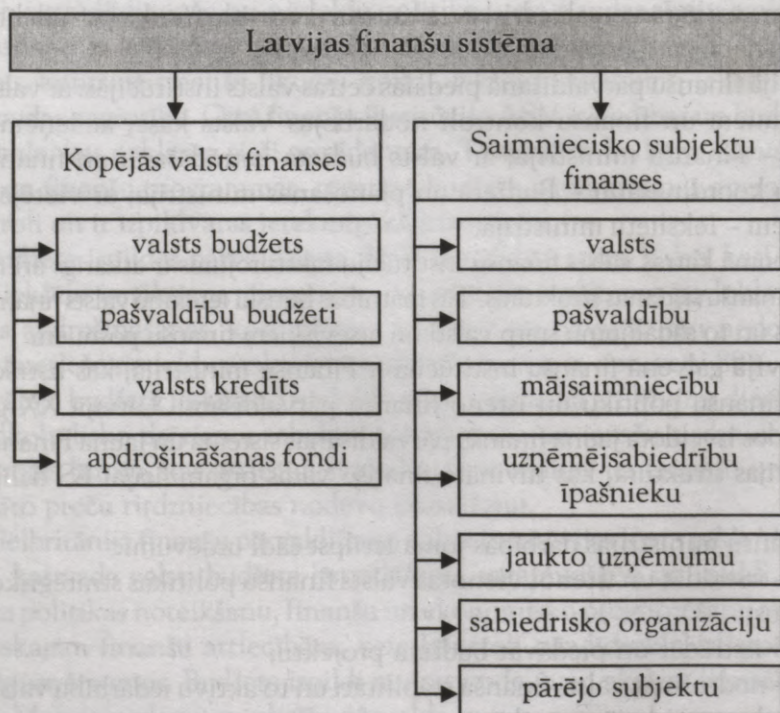 Latvijas finanšu sistēma
Kopējās valsts finanses
valsts budžets
pašvaldību budžeti
valsts kredīts
apdrošināšanas fondi
Saimniecisko subjektu
finanses
valsts
pašvaldību
mājsaimniecību
uzņēmējsabiedrību
īpašnieku
jaukto uzņēmumu
sabiedrisko organizāciju
pārējo subjektu